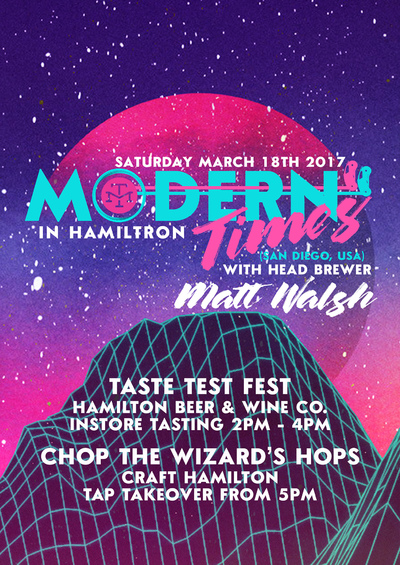 SATURDAY MARCH 18TH 2017
MODERN
Times
IN HAMILTRON
(SAN DIEGO, USA)
WITH HEAD BREWER
Matt Walsh
TASTE TEST FEST
HAMILTON BEER & WINE CO.
INSTORE TASTING 2PM - 4PM
CHOP THE WIZARD'S HOPS
CRAFT HAMILTON
TAP TAKEOVER FROM 5PM